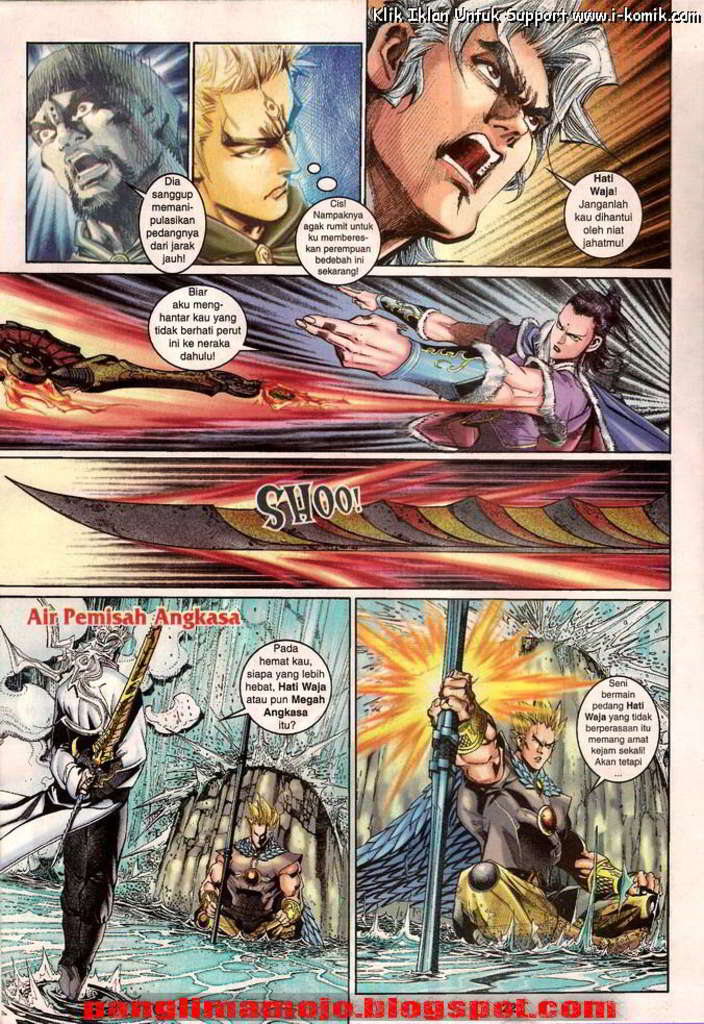 Klik Iklan Untuk Support www.i-komik.com
Dia
sanggup
memani-
pulasikan
pedangnya
dari jarak
jauh!
Cis!
Nampaknya
agak rumit untuk
ku memberes-
kan perempuan
bedebah ini
sekarang!
Hati
Waja!
Janganlah
kau dihantui
oleh niat
jahatmu!
Biar
aku meng-
hantar kau yang
tidak berhati perut
ini ke neraka
dahulu!
SHOO!
Air Pemisah Angkasa
Pada
hemat kau,
siapa yang lebih
hebat, Hati Waja
atau pun Megah
Angkasa
itu?
Seni
bermain
pedang Hati
Waja yang tidak
berperasaan itu
memang amat
kejam sekali!
Akan tetapi
...
panglimamojo.blogspot.com